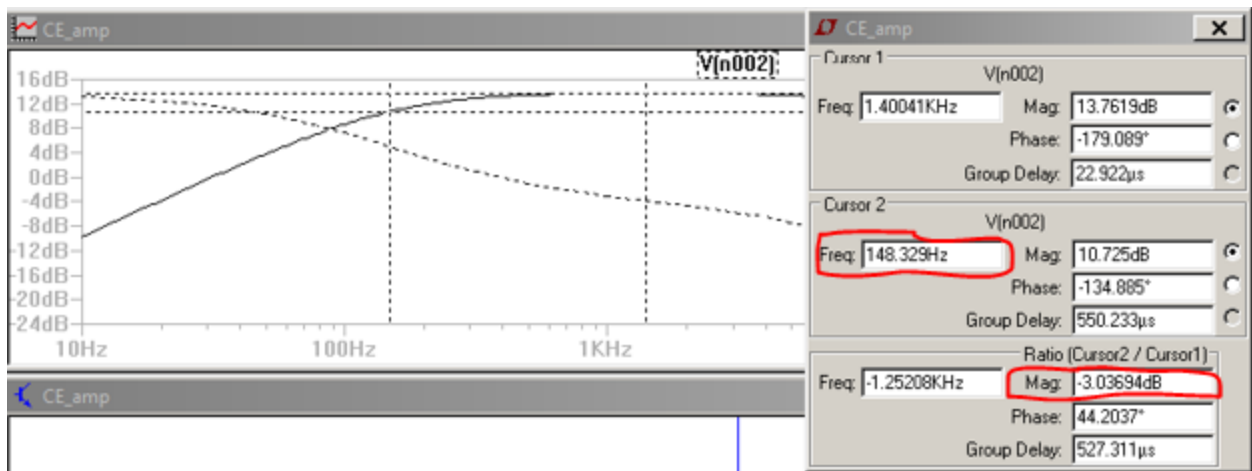 CE_amp
V(n002)
16dB
12dB
8dB
4dB
0dB
-4dB
-8dB
-12dB
-16dB
-20dB
-24dB
10Hz 100Hz 1KHz
CE_amp
CE_amp
Cursor 1
V(n002)
Freq: 1.40041KHz Mag: 13.7619dB
Phase: -179.089°
Group Delay: 22.922µs
Cursor 2
V(n002)
Freq: 148.329Hz Mag: 10.725dB
Phase: -134.885°
Group Delay: 550.233µs
Ratio (Cursor2 / Cursor1)
Freq: -1.25208KHz Mag: -3.03694dB
Phase: 44.2037°
Group Delay: 527.311µs